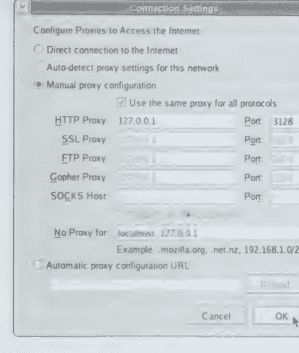 Connection Settings
Configure Proxies to Access the Internet
Direct connection to the Internet
Auto-detect proxy settings for this network
Manual proxy configuration
Use the same proxy for all protocols
HTTP Proxy: 127.0.0.1 Port: 3128
SSL Proxy: Port:
FTP Proxy: Port:
Gopher Proxy: Port:
SOCKS Host: Port:
No Proxy for: localhost, 127.0.0.1
Example: .mozilla.org, .net.nz, 192.168.1.0/2
Automatic proxy configuration URL:
Reload
Cancel OK